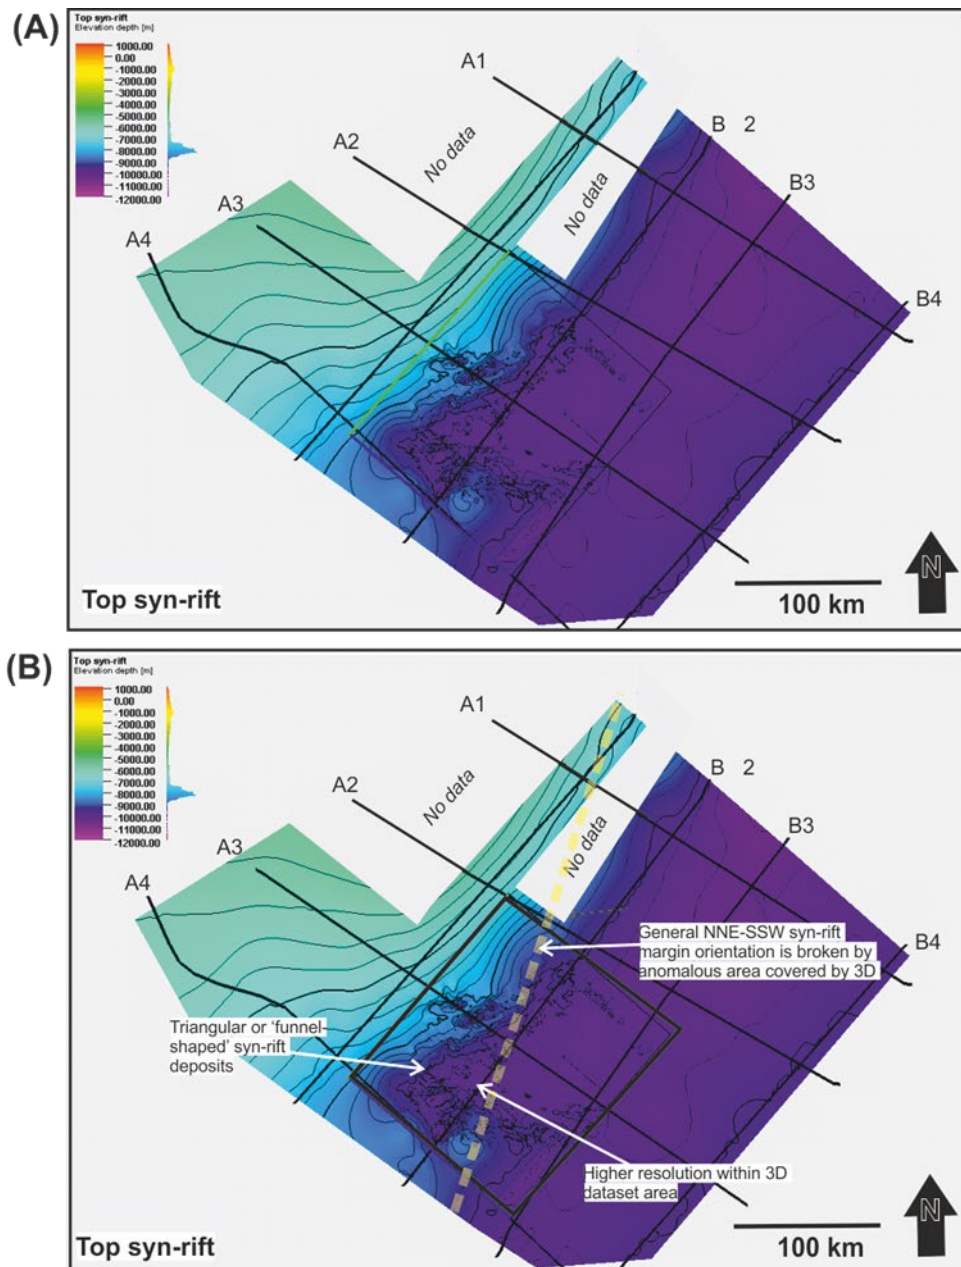 (A)
Top syn-rift
Elevation depth [m]
1000.00
0.00
-1000.00
-2000.00
-3000.00
-4000.00
-5000.00
-6000.00
-7000.00
-8000.00
-9000.00
-10000.00
-11000.00
-12000.00
A1
A2
A3
A4
No data
No data
B 2
B3
B4
N
100 km
Top syn-rift
(B)
Top syn-rift
Elevation depth [m]
1000.00
0.00
-1000.00
-2000.00
-3000.00
-4000.00
-5000.00
-6000.00
-7000.00
-8000.00
-9000.00
-10000.00
-11000.00
-12000.00
A1
A2
A3
A4
No data
No data
B 2
B3
B4
General NNE-SSW syn-rift
margin orientation is broken by
anomalous area covered by 3D
Triangular or ‘funnel-
shaped’ syn-rift
deposits
Higher resolution within 3D
dataset area
N
100 km
Top syn-rift